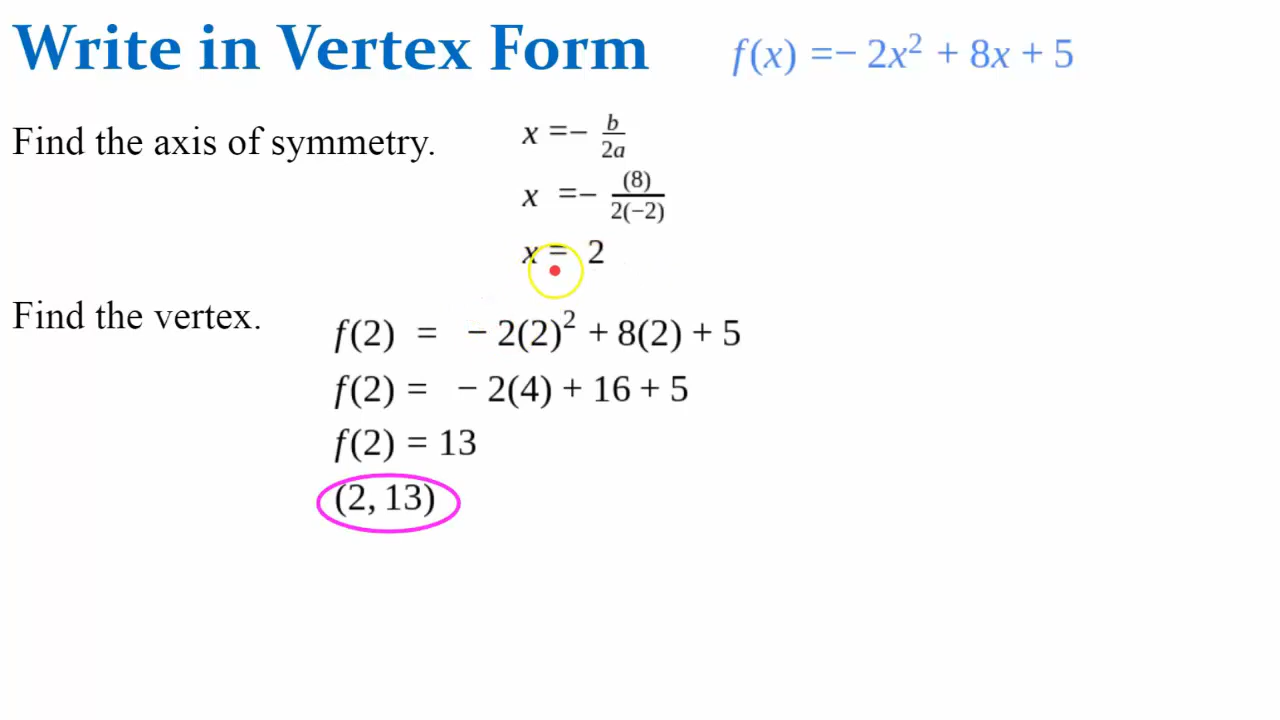 Write in Vertex Form
f(x) =− 2x² + 8x + 5
Find the axis of symmetry.
x =− b/2a
x =− (8)/2(−2)
x = 2
Find the vertex.
f(2) = − 2(2)² + 8(2) + 5
f(2) = − 2(4) + 16 + 5
f(2) = 13
(2, 13)